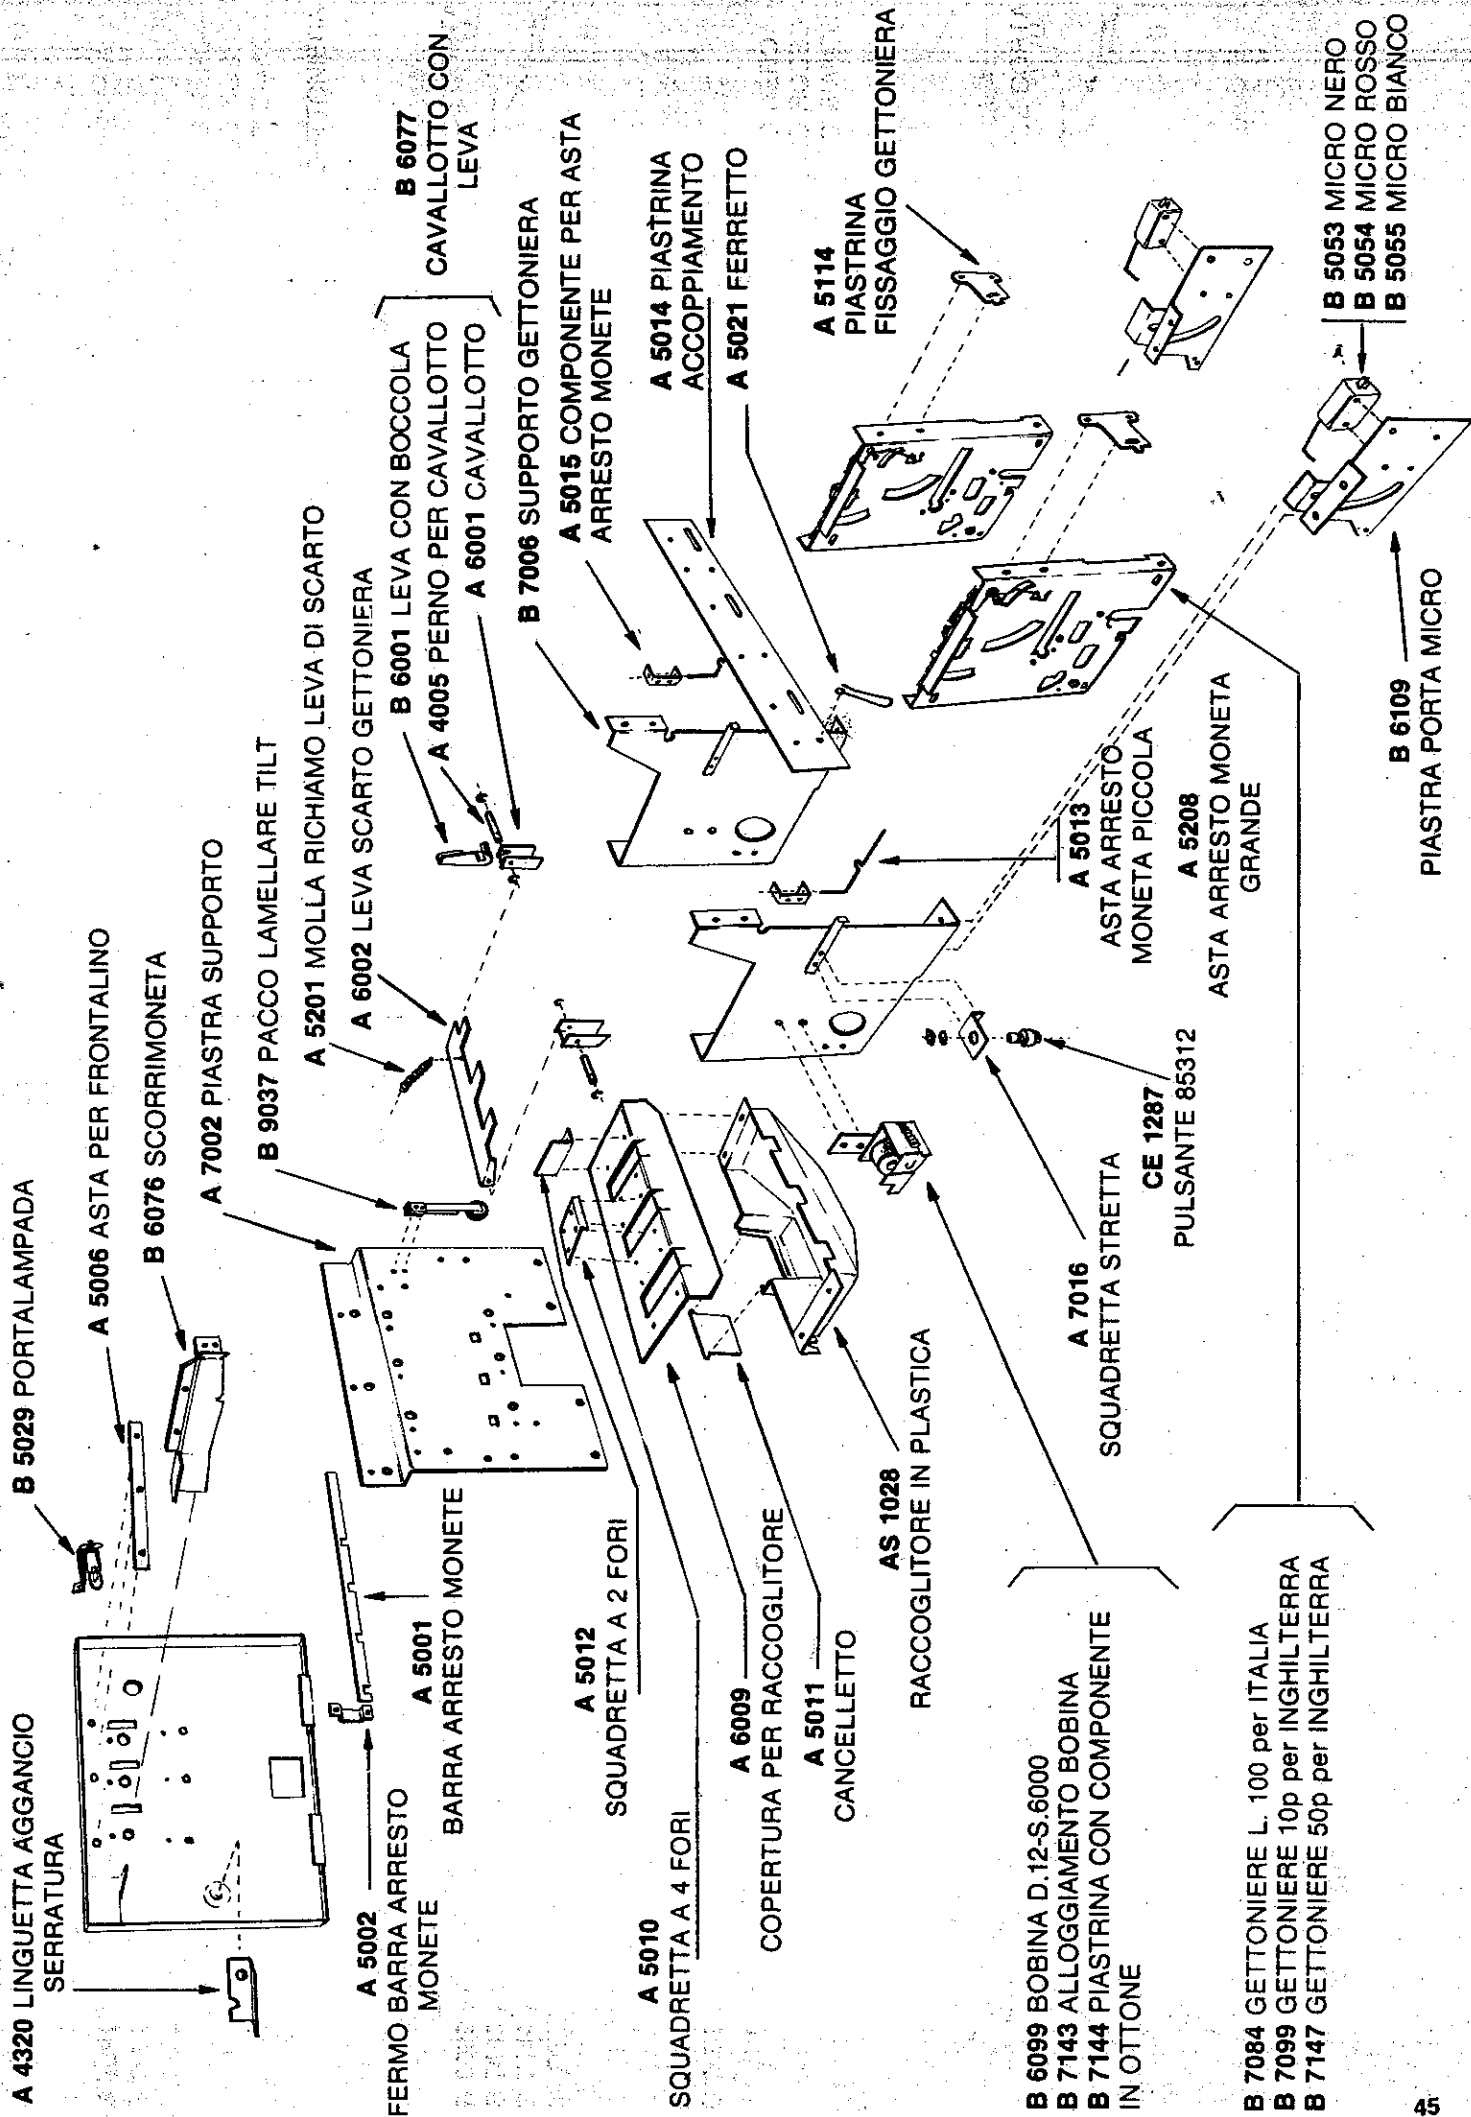 A 4320 LINGUETTA AGGANCIO
SERRATURA
B 5029 PORTALAMPADA
A 5006 ASTA PER FRONTALINO
B 6076 SCORRIMONETA
A 7002 PIASTRA SUPPORTO
B 9037 PACCO LAMELLARE TILT
A 5201 MOLLA RICHIAMO LEVA DI SCARTO
A 6002 LEVA SCARTO GETTONIERA
B 6001 LEVA CON BOCCOLA
A 4005 PERNO PER CAVALLOTTO
A 6001 CAVALLOTTO
B 6077
CAVALLOTTO CON
LEVA
B 7006 SUPPORTO GETTONIERA
A 5015 COMPONENTE PER ASTA
ARRESTO MONETE
A 5014 PIASTRINA
ACCOPPIAMENTO
A 5021 FERRETTO
A 5114
PIASTRINA
FISSAGGIO GETTONIERA
A 5002
FERMO BARRA ARRESTO
MONETE
A 5001
BARRA ARRESTO MONETE
A 5012
SQUADRETTA A 2 FORI
A 5010
SQUADRETTA A 4 FORI
A 6009
COPERTURA PER RACCOGLITORE
A 5011
CANCELLETTO
AS 1028
RACCOGLITORE IN PLASTICA
A 7016
SQUADRETTA STRETTA
CE 1287
PULSANTE 85312
A 5013
ASTA ARRESTO
MONETA PICCOLA
A 5208
ASTA ARRESTO MONETA
GRANDE
B 6109
PIASTRA PORTA MICRO
B 5053 MICRO NERO
B 5054 MICRO ROSSO
B 5055 MICRO BIANCO
B 6099 BOBINA D.12-S.6000
B 7143 ALLOGGIAMENTO BOBINA
B 7144 PIASTRINA CON COMPONENTE
IN OTTONE
B 7084 GETTONIERE L. 100 per ITALIA
B 7099 GETTONIERE 10p per INGHILTERRA
B 7147 GETTONIERE 50p per INGHILTERRA
45